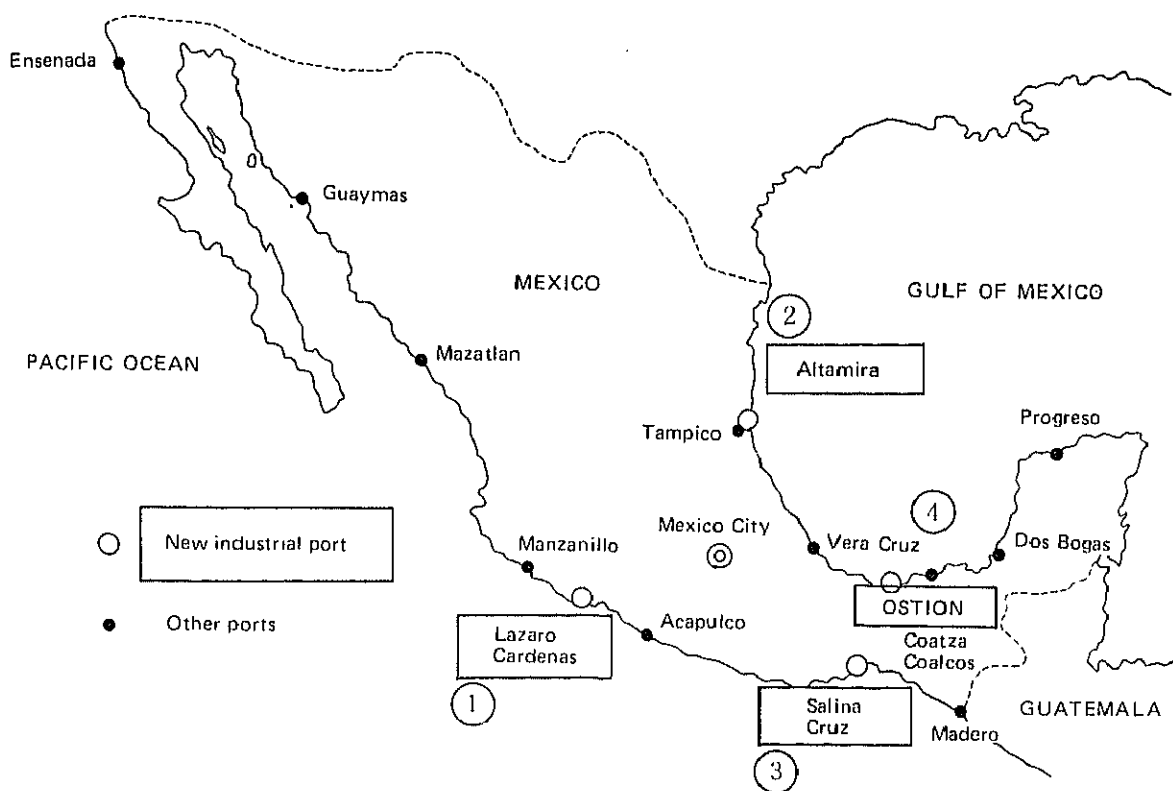 Ensenada
Guaymas
MEXICO
GULF OF MEXICO
2
PACIFIC OCEAN
Mazatlan
Altamira
Tampico
Progreso
New industrial port
Manzanillo
Mexico City
Vera Cruz
4
Dos Bogas
Other ports
Lazaro
Cardenas
Acapulco
OSTION
Coatza
Coalcos
1
Salina
Cruz
Madero
GUATEMALA
3